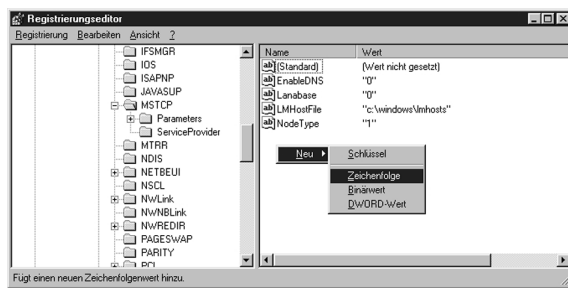 Registrierungseditor
Registrierung Bearbeiten Ansicht ?
IFSMGR
IOS
ISAPNP
JAVASUP
MSTCP
Parameters
ServiceProvider
MTRR
NDIS
NETBEUI
NSCL
NWLink
NWNBLink
NWREDIR
PAGESWAP
PARITY
PCI
Name Wert
(Standard) (Wert nicht gesetzt)
EnableDNS "0"
Lanabase "0"
LMHostFile "c:\windows\lmhosts"
NodeType "1"
Neu
Schlüssel
Zeichenfolge
Binärwert
DWORD-Wert
Fügt einen neuen Zeichenfolgenwert hinzu.